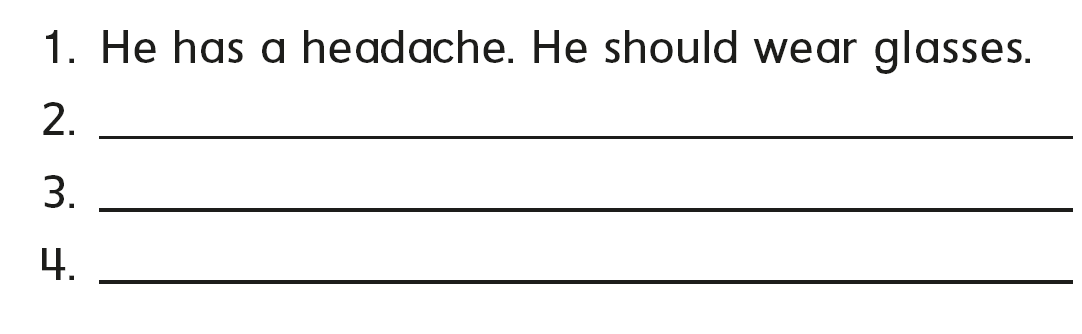 1. He has a headache. He should wear glasses.
2.
3.
4.